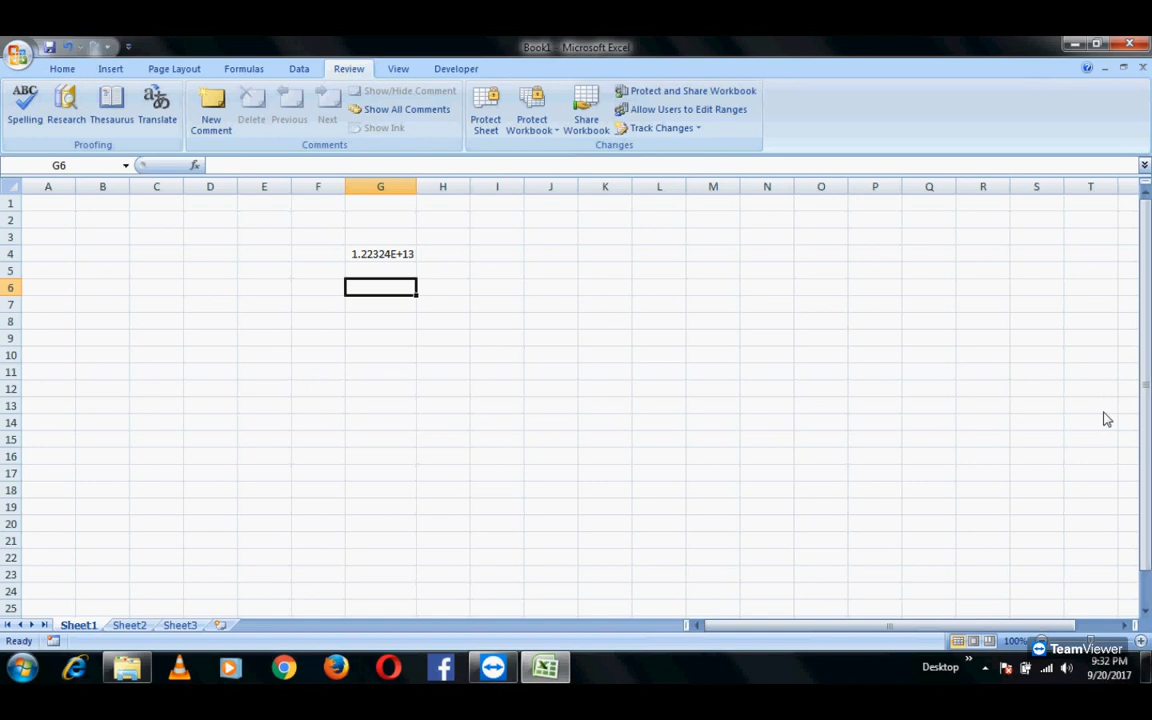 Book1 - Microsoft Excel
Home Insert Page Layout Formulas Data Review View Developer
ABC
Spelling Research Thesaurus Translate
Proofing
New Comment Delete Previous Next
Show/Hide Comment
Show All Comments
Show Ink
Comments
Protect Sheet Protect Workbook Share Workbook
Protect and Share Workbook
Allow Users to Edit Ranges
Track Changes
Changes
G6 fx
A B C D E F G H I J K L M N O P Q R S T
1
2
3
4 1.22324E+13
5
6
7
8
9
10
11
12
13
14
15
16
17
18
19
20
21
22
23
24
25
Sheet1 Sheet2 Sheet3
Ready 100%
TeamViewer
Desktop 9:32 PM
9/20/2017